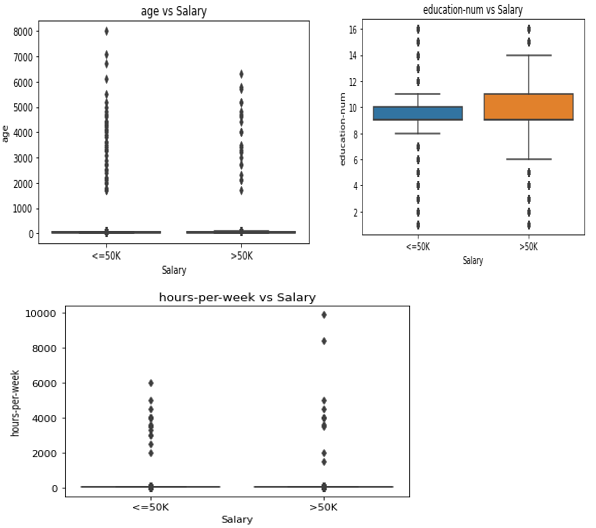 age vs Salary
8000
7000
6000
5000
4000
3000
2000
1000
0
age
<=50K
>50K
Salary
education-num vs Salary
16
14
12
10
8
6
4
2
education-num
<=50K
>50K
Salary
hours-per-week vs Salary
10000
8000
6000
4000
2000
0
hours-per-week
<=50K
>50K
Salary